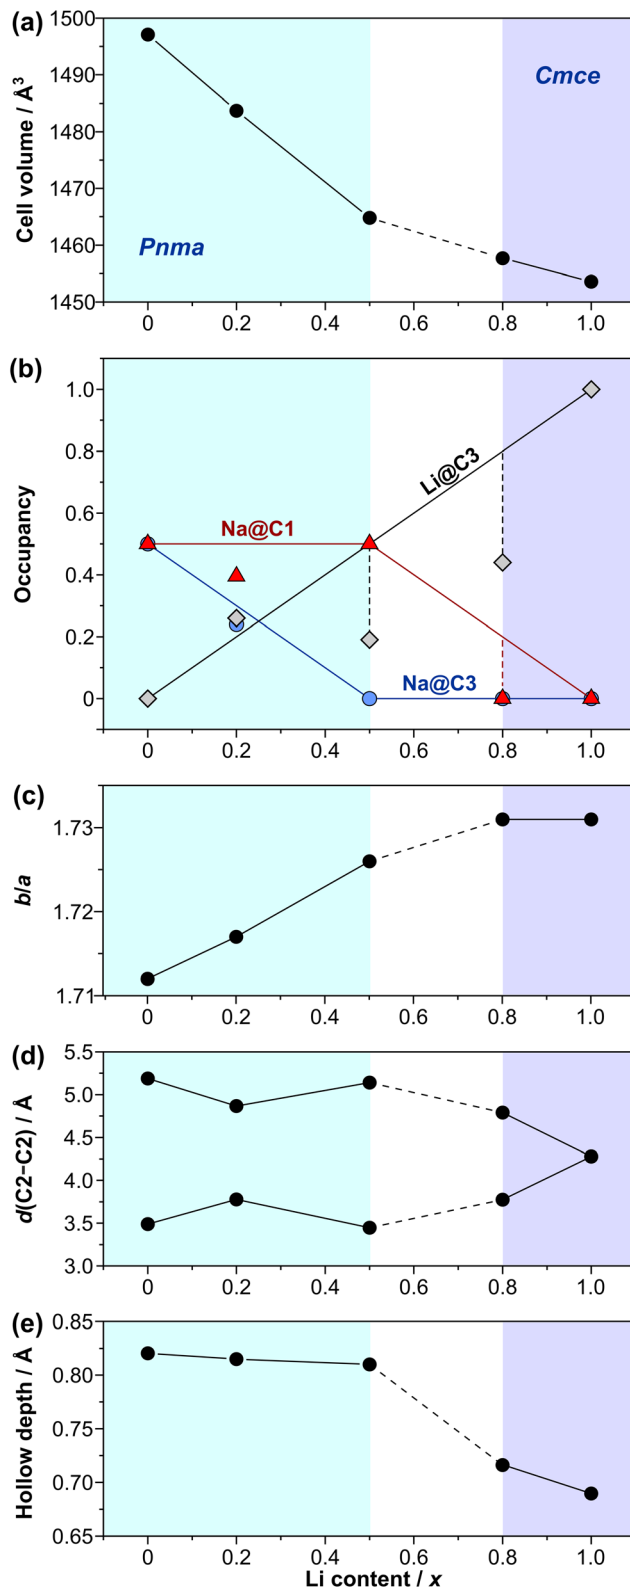 (a)
Cell volume / Å³
1500
1490
1480
1470
1460
1450
Pnma
Cmce
0 0.2 0.4 0.6 0.8 1.0
(b)
Occupancy
1.0
0.8
0.6
0.4
0.2
0
Li@C3
Na@C1
Na@C3
0 0.2 0.4 0.6 0.8 1.0
(c)
b/a
1.73
1.72
1.71
0 0.2 0.4 0.6 0.8 1.0
(d)
d(C2−C2) / Å
5.5
5.0
4.5
4.0
3.5
3.0
0 0.2 0.4 0.6 0.8 1.0
(e)
Hollow depth / Å
0.85
0.80
0.75
0.70
0.65
0 0.2 0.4 0.6 0.8 1.0
Li content / x